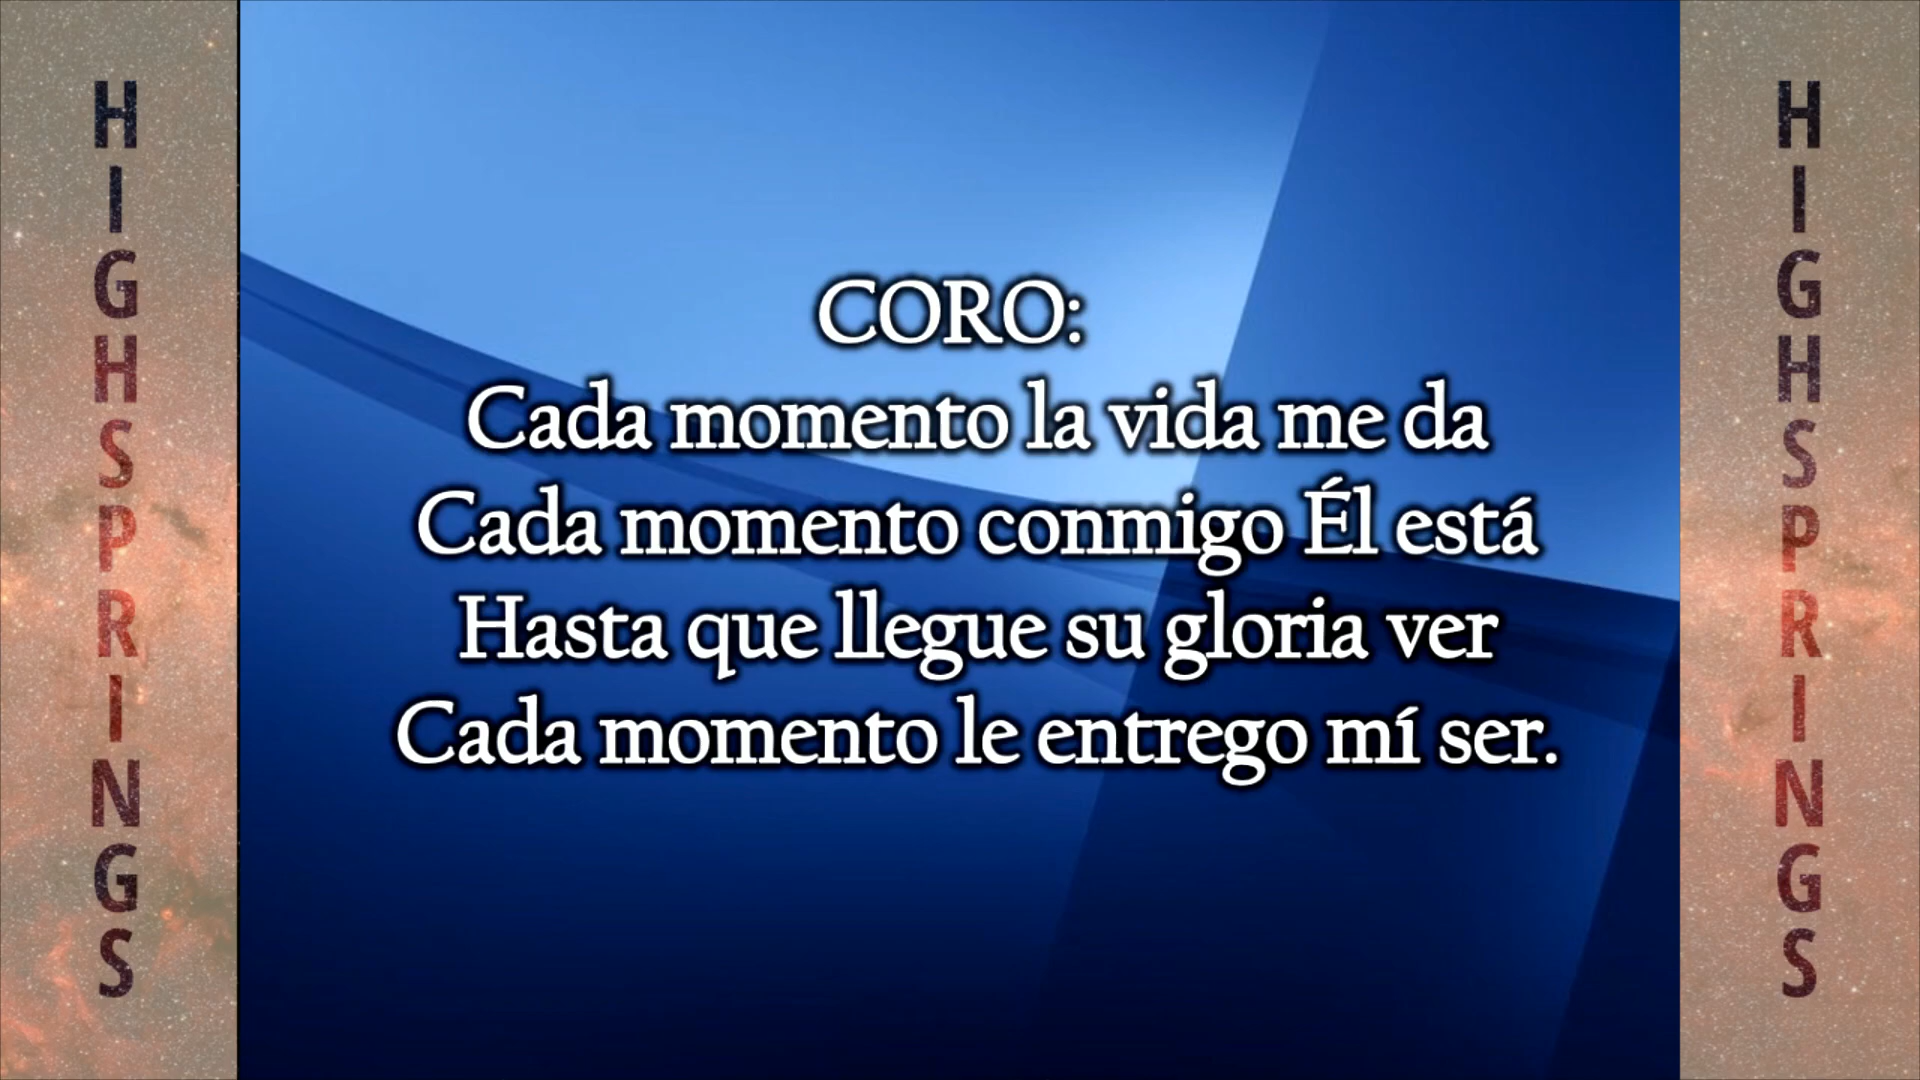 HIGHSPRINGS
CORO:
Cada momento la vida me da
Cada momento conmigo Él está
Hasta que llegue su gloria ver
Cada momento le entrego mí ser.
HIGHSPRINGS